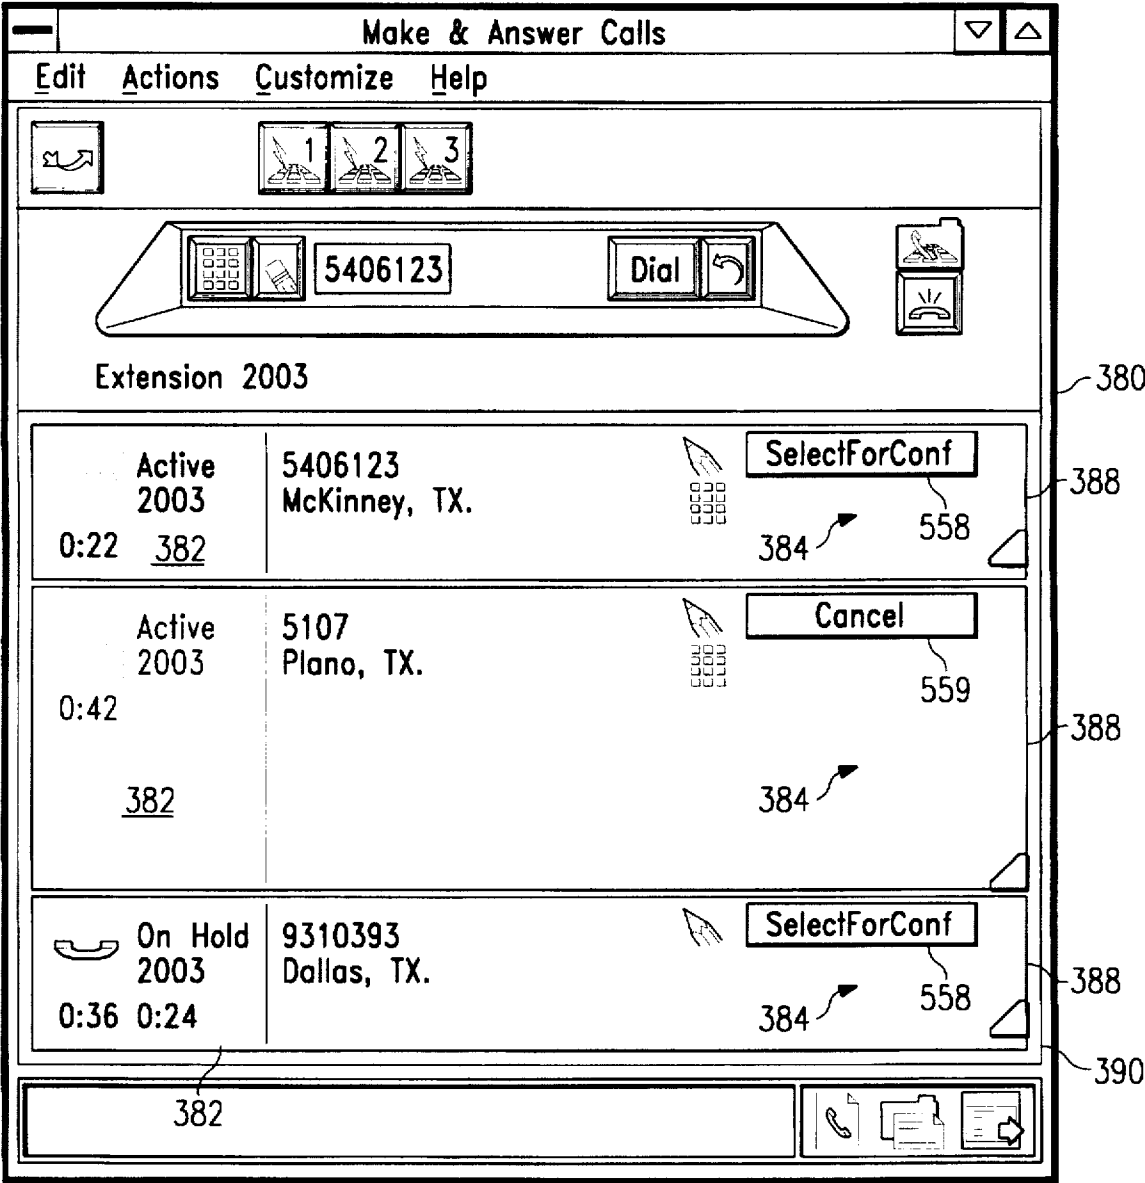 Make & Answer Calls
Edit Actions Customize Help
1 2 3
5406123 Dial
Extension 2003
380
Active 5406123 SelectForConf
2003 McKinney, TX.
388
558
0:22 382 384
Active 5107 Cancel
2003 Plano, TX.
559
0:42
388
382 384
On Hold 9310393 SelectForConf
2003 Dallas, TX.
388
558
0:36 0:24 384
390
382